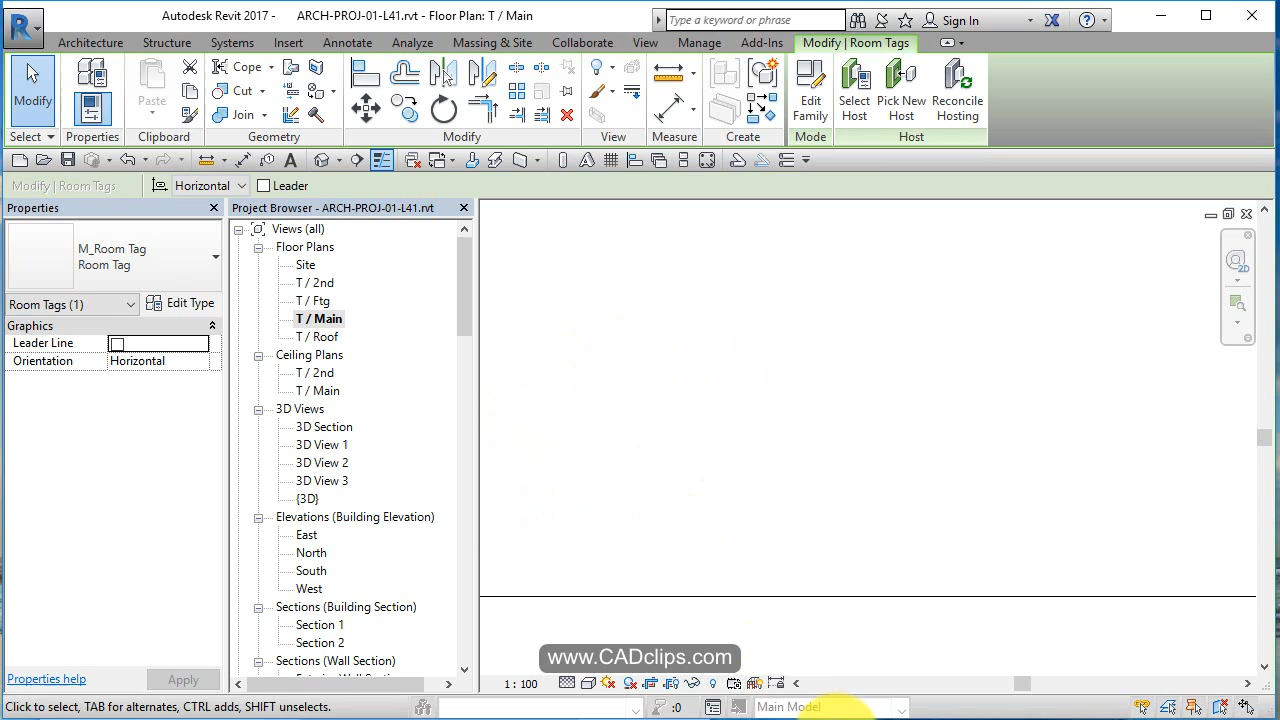 Autodesk Revit 2017 - ARCH-PROJ-01-L41.rvt - Floor Plan: T / Main
Type a keyword or phrase
Sign In
Architecture Structure Systems Insert Annotate Analyze Massing & Site Collaborate View Manage Add-Ins Modify | Room Tags
Modify
Paste
Cope
Cut
Join
Edit Family
Select Host
Pick New Host
Reconcile Hosting
Select Properties Clipboard Geometry Modify View Measure Create Mode Host
Modify | Room Tags
Horizontal
Leader
Properties
Project Browser - ARCH-PROJ-01-L41.rvt
M_Room Tag
Room Tag
Room Tags (1)
Edit Type
Graphics
Leader Line
Orientation Horizontal
Views (all)
Floor Plans
Site
T / 2nd
T / Ftg
T / Main
T / Roof
Ceiling Plans
T / 2nd
T / Main
3D Views
3D Section
3D View 1
3D View 2
3D View 3
{3D}
Elevations (Building Elevation)
East
North
South
West
Sections (Building Section)
Section 1
Section 2
Sections (Wall Section)
2D
www.CADclips.com
Properties help
Apply
1 : 100
Click to select, TAB for alternates, CTRL adds, SHIFT unselects.
:0
Main Model